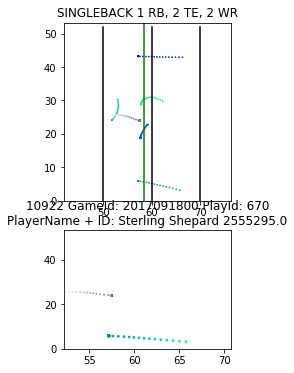 SINGLEBACK 1 RB, 2 TE, 2 WR
50
40
30
20
10
0
50 60 70
10922 GameId: 2017091800 PlayId: 670
PlayerName + ID: Sterling Shepard 2555295.0
40
20
0
55 60 65 70